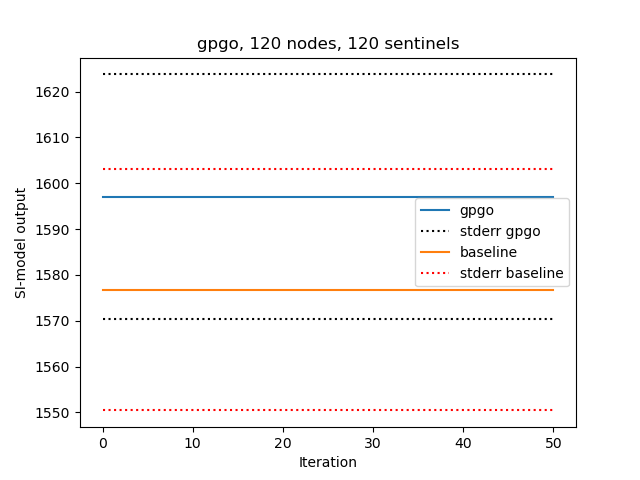 gpgo, 120 nodes, 120 sentinels
SI-model output
1620
1610
1600
1590
1580
1570
1560
1550
gpgo
stderr gpgo
baseline
stderr baseline
0 10 20 30 40 50
Iteration